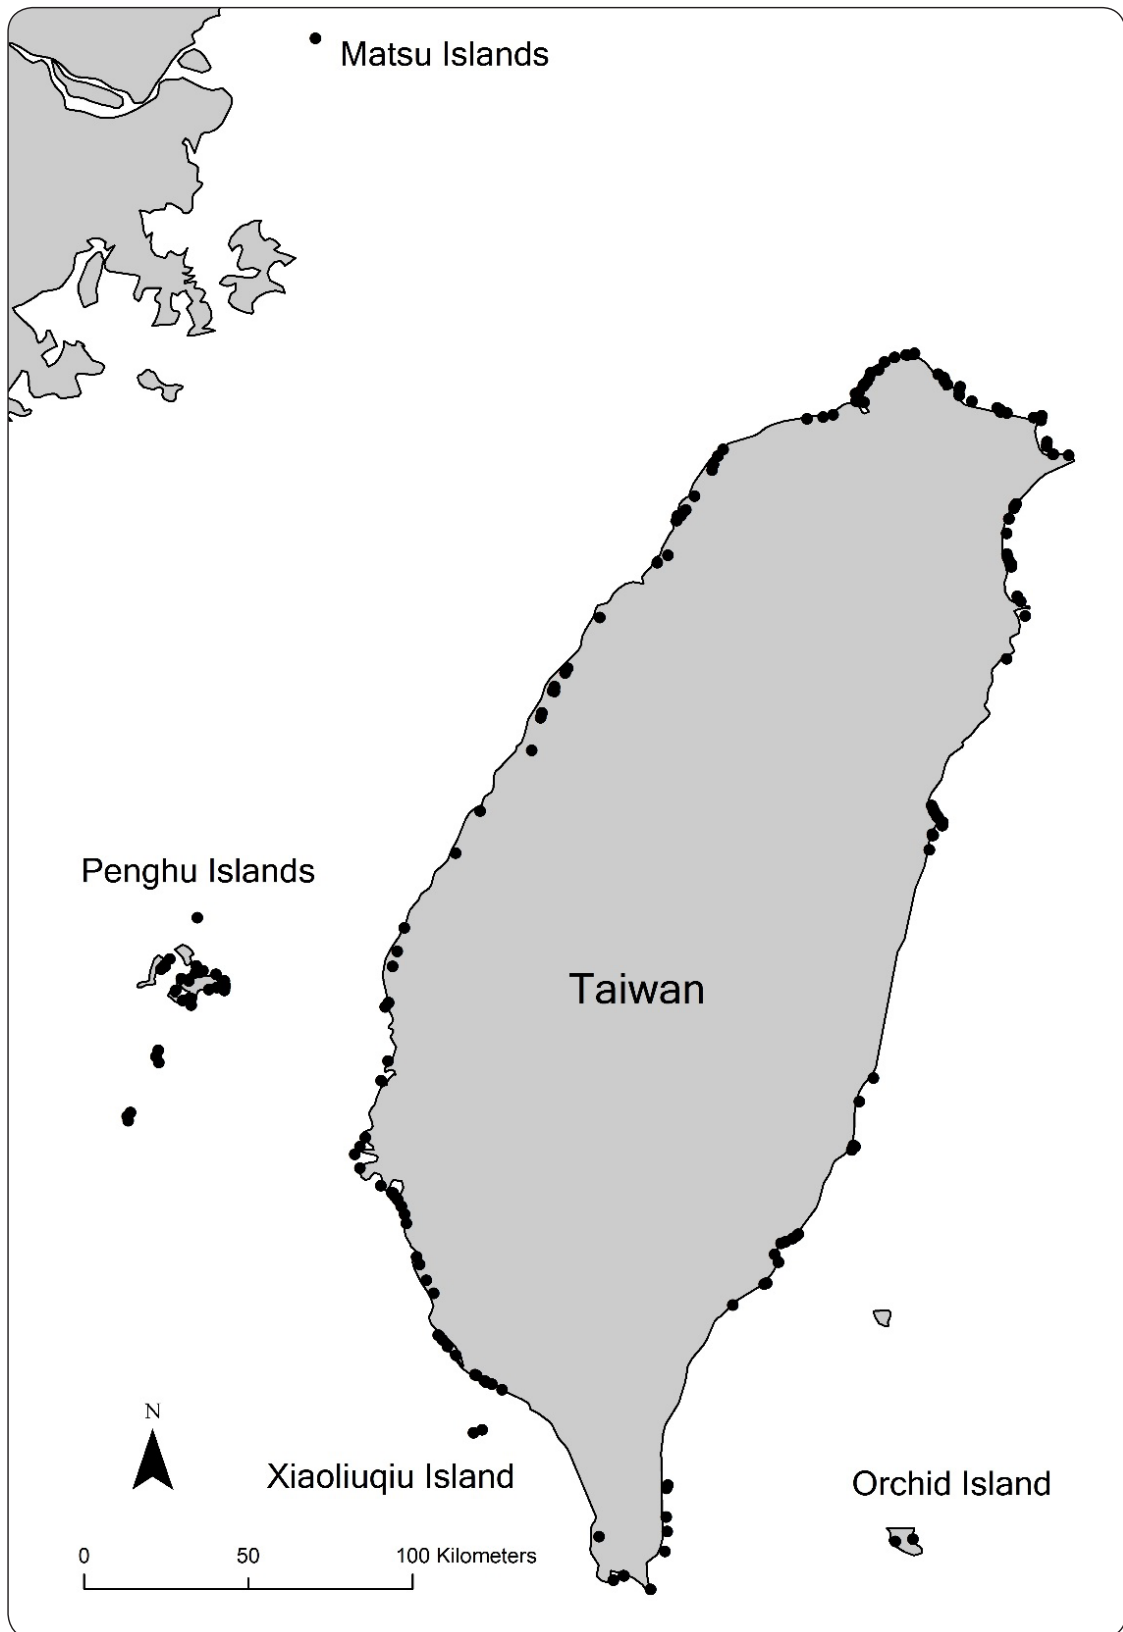 Matsu Islands
Penghu Islands
Taiwan
N
Xiaoliuqiu Island
Orchid Island
0 50 100 Kilometers